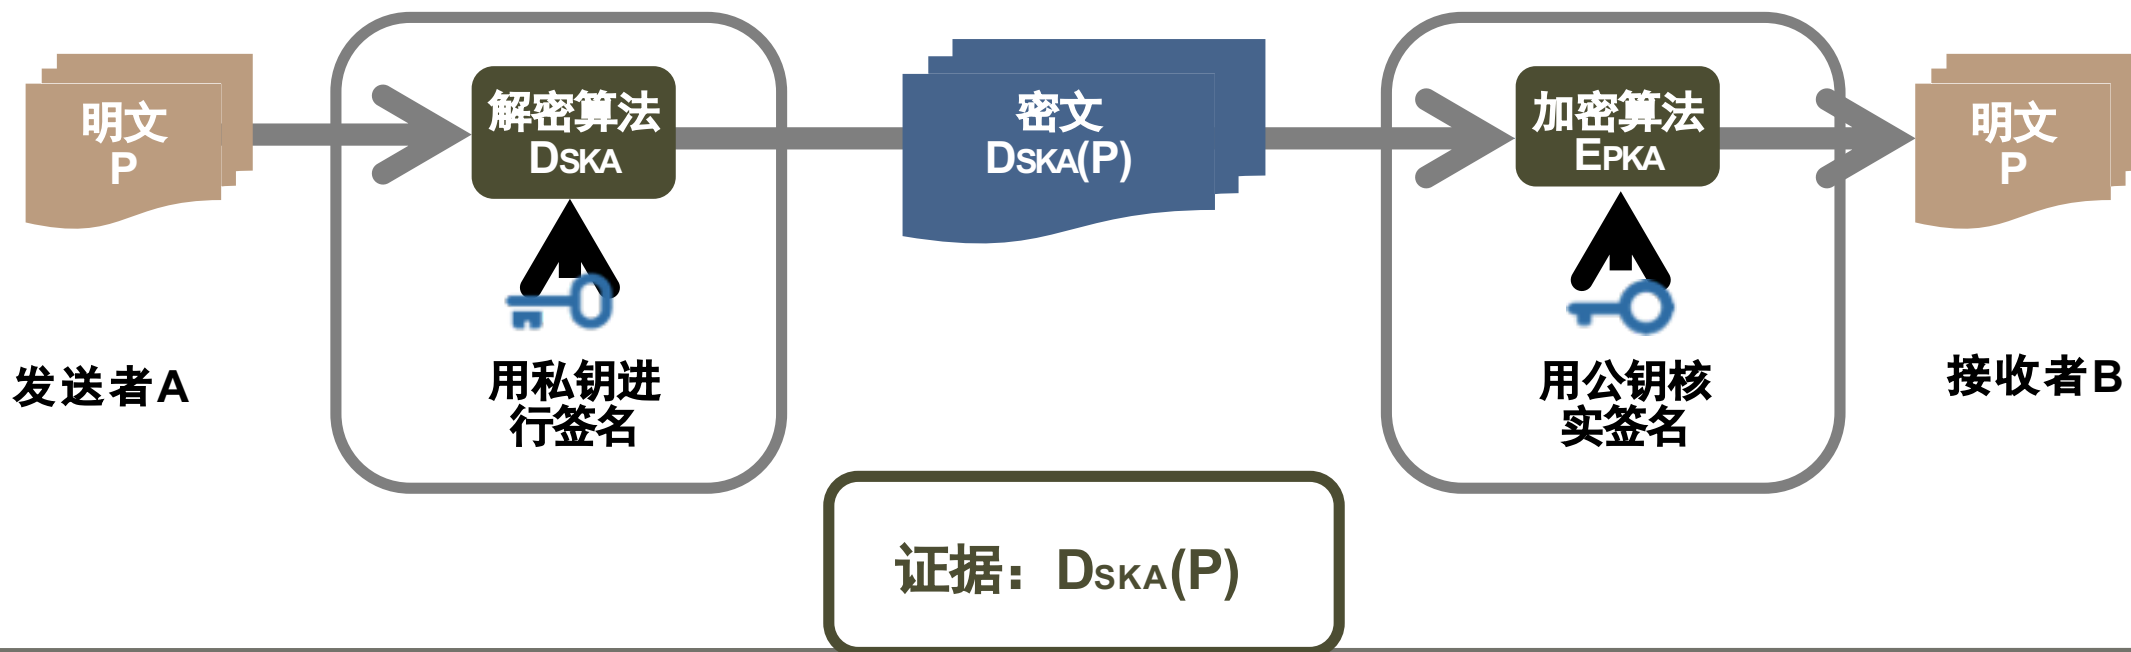 明文
P
解密算法
DSKA
密文
DSKA(P)
加密算法
EPKA
明文
P
发送者A
用私钥进
行签名
用公钥核
实签名
接收者B
证据：DSKA(P)